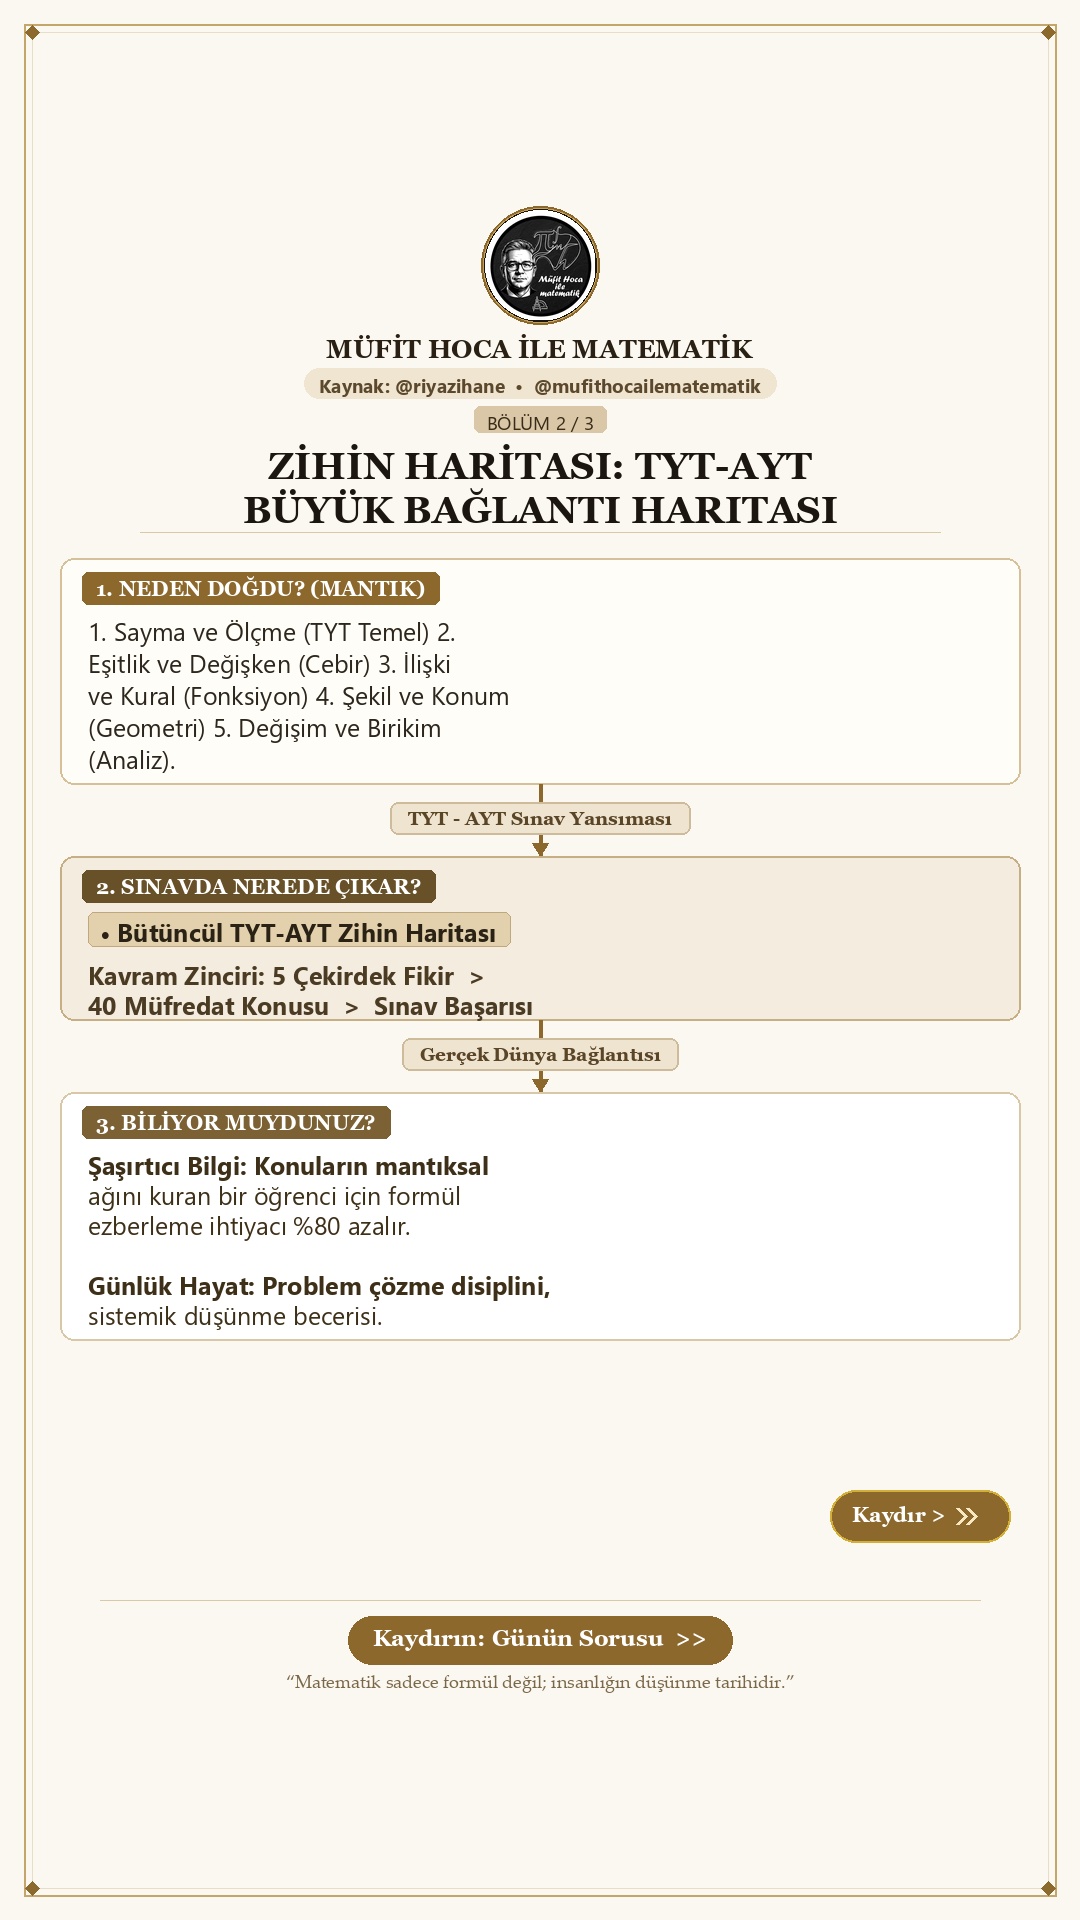 Müfit Hoca
ile
matematik
MÜFİT HOCA İLE MATEMATİK
Kaynak: @riyazihane • @mufithocailematematik
BÖLÜM 2 / 3
ZİHİN HARİTASI: TYT-AYT
BÜYÜK BAĞLANTI HARITASI
1. NEDEN DOĞDU? (MANTIK)
1. Sayma ve Ölçme (TYT Temel) 2.
Eşitlik ve Değişken (Cebir) 3. İlişki
ve Kural (Fonksiyon) 4. Şekil ve Konum
(Geometri) 5. Değişim ve Birikim
(Analiz).
TYT - AYT Sınav Yansıması
2. SINAVDA NEREDE ÇIKAR?
• Bütüncül TYT-AYT Zihin Haritası
Kavram Zinciri: 5 Çekirdek Fikir >
40 Müfredat Konusu > Sınav Başarısı
Gerçek Dünya Bağlantısı
3. BİLİYOR MUYDUNUZ?
Şaşırtıcı Bilgi: Konuların mantıksal
ağını kuran bir öğrenci için formül
ezberleme ihtiyacı %80 azalır.
Günlük Hayat: Problem çözme disiplini,
sistemik düşünme becerisi.
Kaydır > »
Kaydırın: Günün Sorusu >>
“Matematik sadece formül değil; insanlığın düşünme tarihidir.”